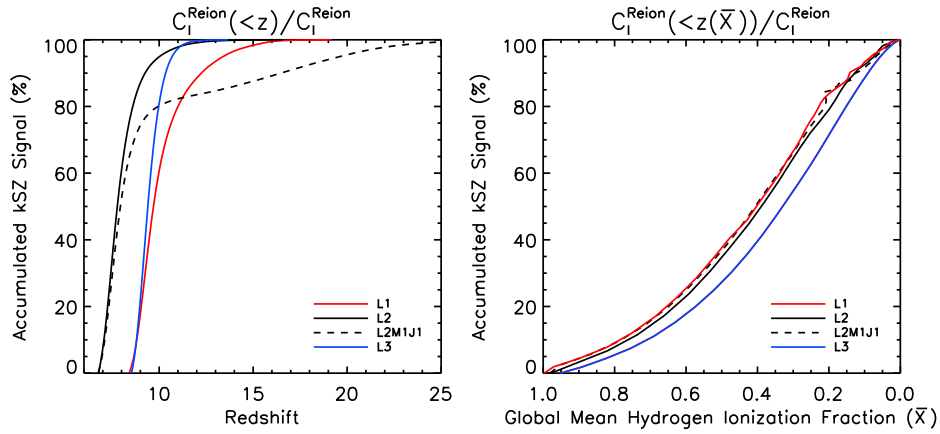 C_l^Reion(<z)/C_l^Reion
Accumulated kSZ Signal (%)
100
80
60
40
20
0
L1
L2
L2M1J1
L3
10
15
20
25
Redshift
C_l^Reion(<z(X̅))/C_l^Reion
Accumulated kSZ Signal (%)
100
80
60
40
20
0
L1
L2
L2M1J1
L3
1.0
0.8
0.6
0.4
0.2
0.0
Global Mean Hydrogen Ionization Fraction (X̅)